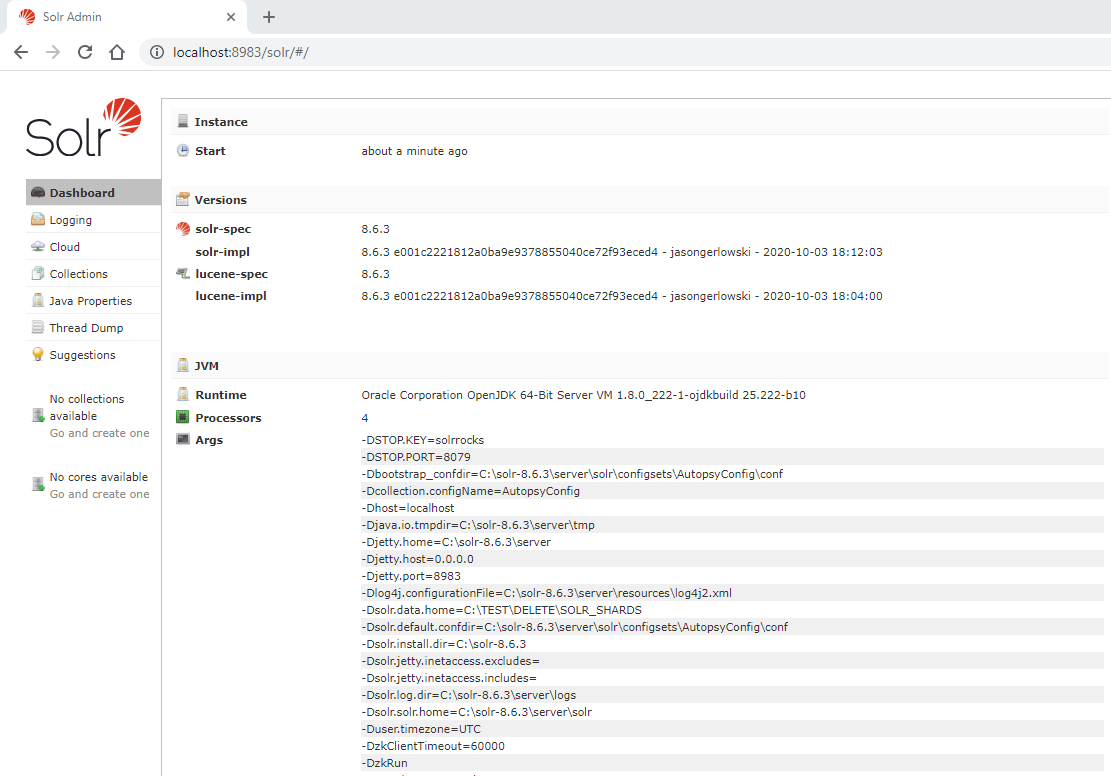 Solr Admin
localhost:8983/solr/#/
Solr
Dashboard
Logging
Cloud
Collections
Java Properties
Thread Dump
Suggestions
No collections
available
Go and create one
No cores available
Go and create one
Instance
Start about a minute ago
Versions
solr-spec 8.6.3
solr-impl 8.6.3 e001c2221812a0ba9e9378855040ce72f93eced4 - jasongerlowski - 2020-10-03 18:12:03
lucene-spec 8.6.3
lucene-impl 8.6.3 e001c2221812a0ba9e9378855040ce72f93eced4 - jasongerlowski - 2020-10-03 18:04:00
JVM
Runtime Oracle Corporation OpenJDK 64-Bit Server VM 1.8.0_222-1-ojdkbuild 25.222-b10
Processors 4
Args -DSTOP.KEY=solrrocks
-DSTOP.PORT=8079
-Dbootstrap_confdir=C:\solr-8.6.3\server\solr\configsets\AutopsyConfig\conf
-Dcollection.configName=AutopsyConfig
-Dhost=localhost
-Djava.io.tmpdir=C:\solr-8.6.3\server\tmp
-Djetty.home=C:\solr-8.6.3\server
-Djetty.host=0.0.0.0
-Djetty.port=8983
-Dlog4j.configurationFile=C:\solr-8.6.3\server\resources\log4j2.xml
-Dsolr.data.home=C:\TEST\DELETE\SOLR_SHARDS
-Dsolr.default.confdir=C:\solr-8.6.3\server\solr\configsets\AutopsyConfig\conf
-Dsolr.install.dir=C:\solr-8.6.3
-Dsolr.jetty.inetaccess.excludes=
-Dsolr.jetty.inetaccess.includes=
-Dsolr.log.dir=C:\solr-8.6.3\server\logs
-Dsolr.solr.home=C:\solr-8.6.3\server\solr
-Duser.timezone=UTC
-DzkClientTimeout=60000
-DzkRun